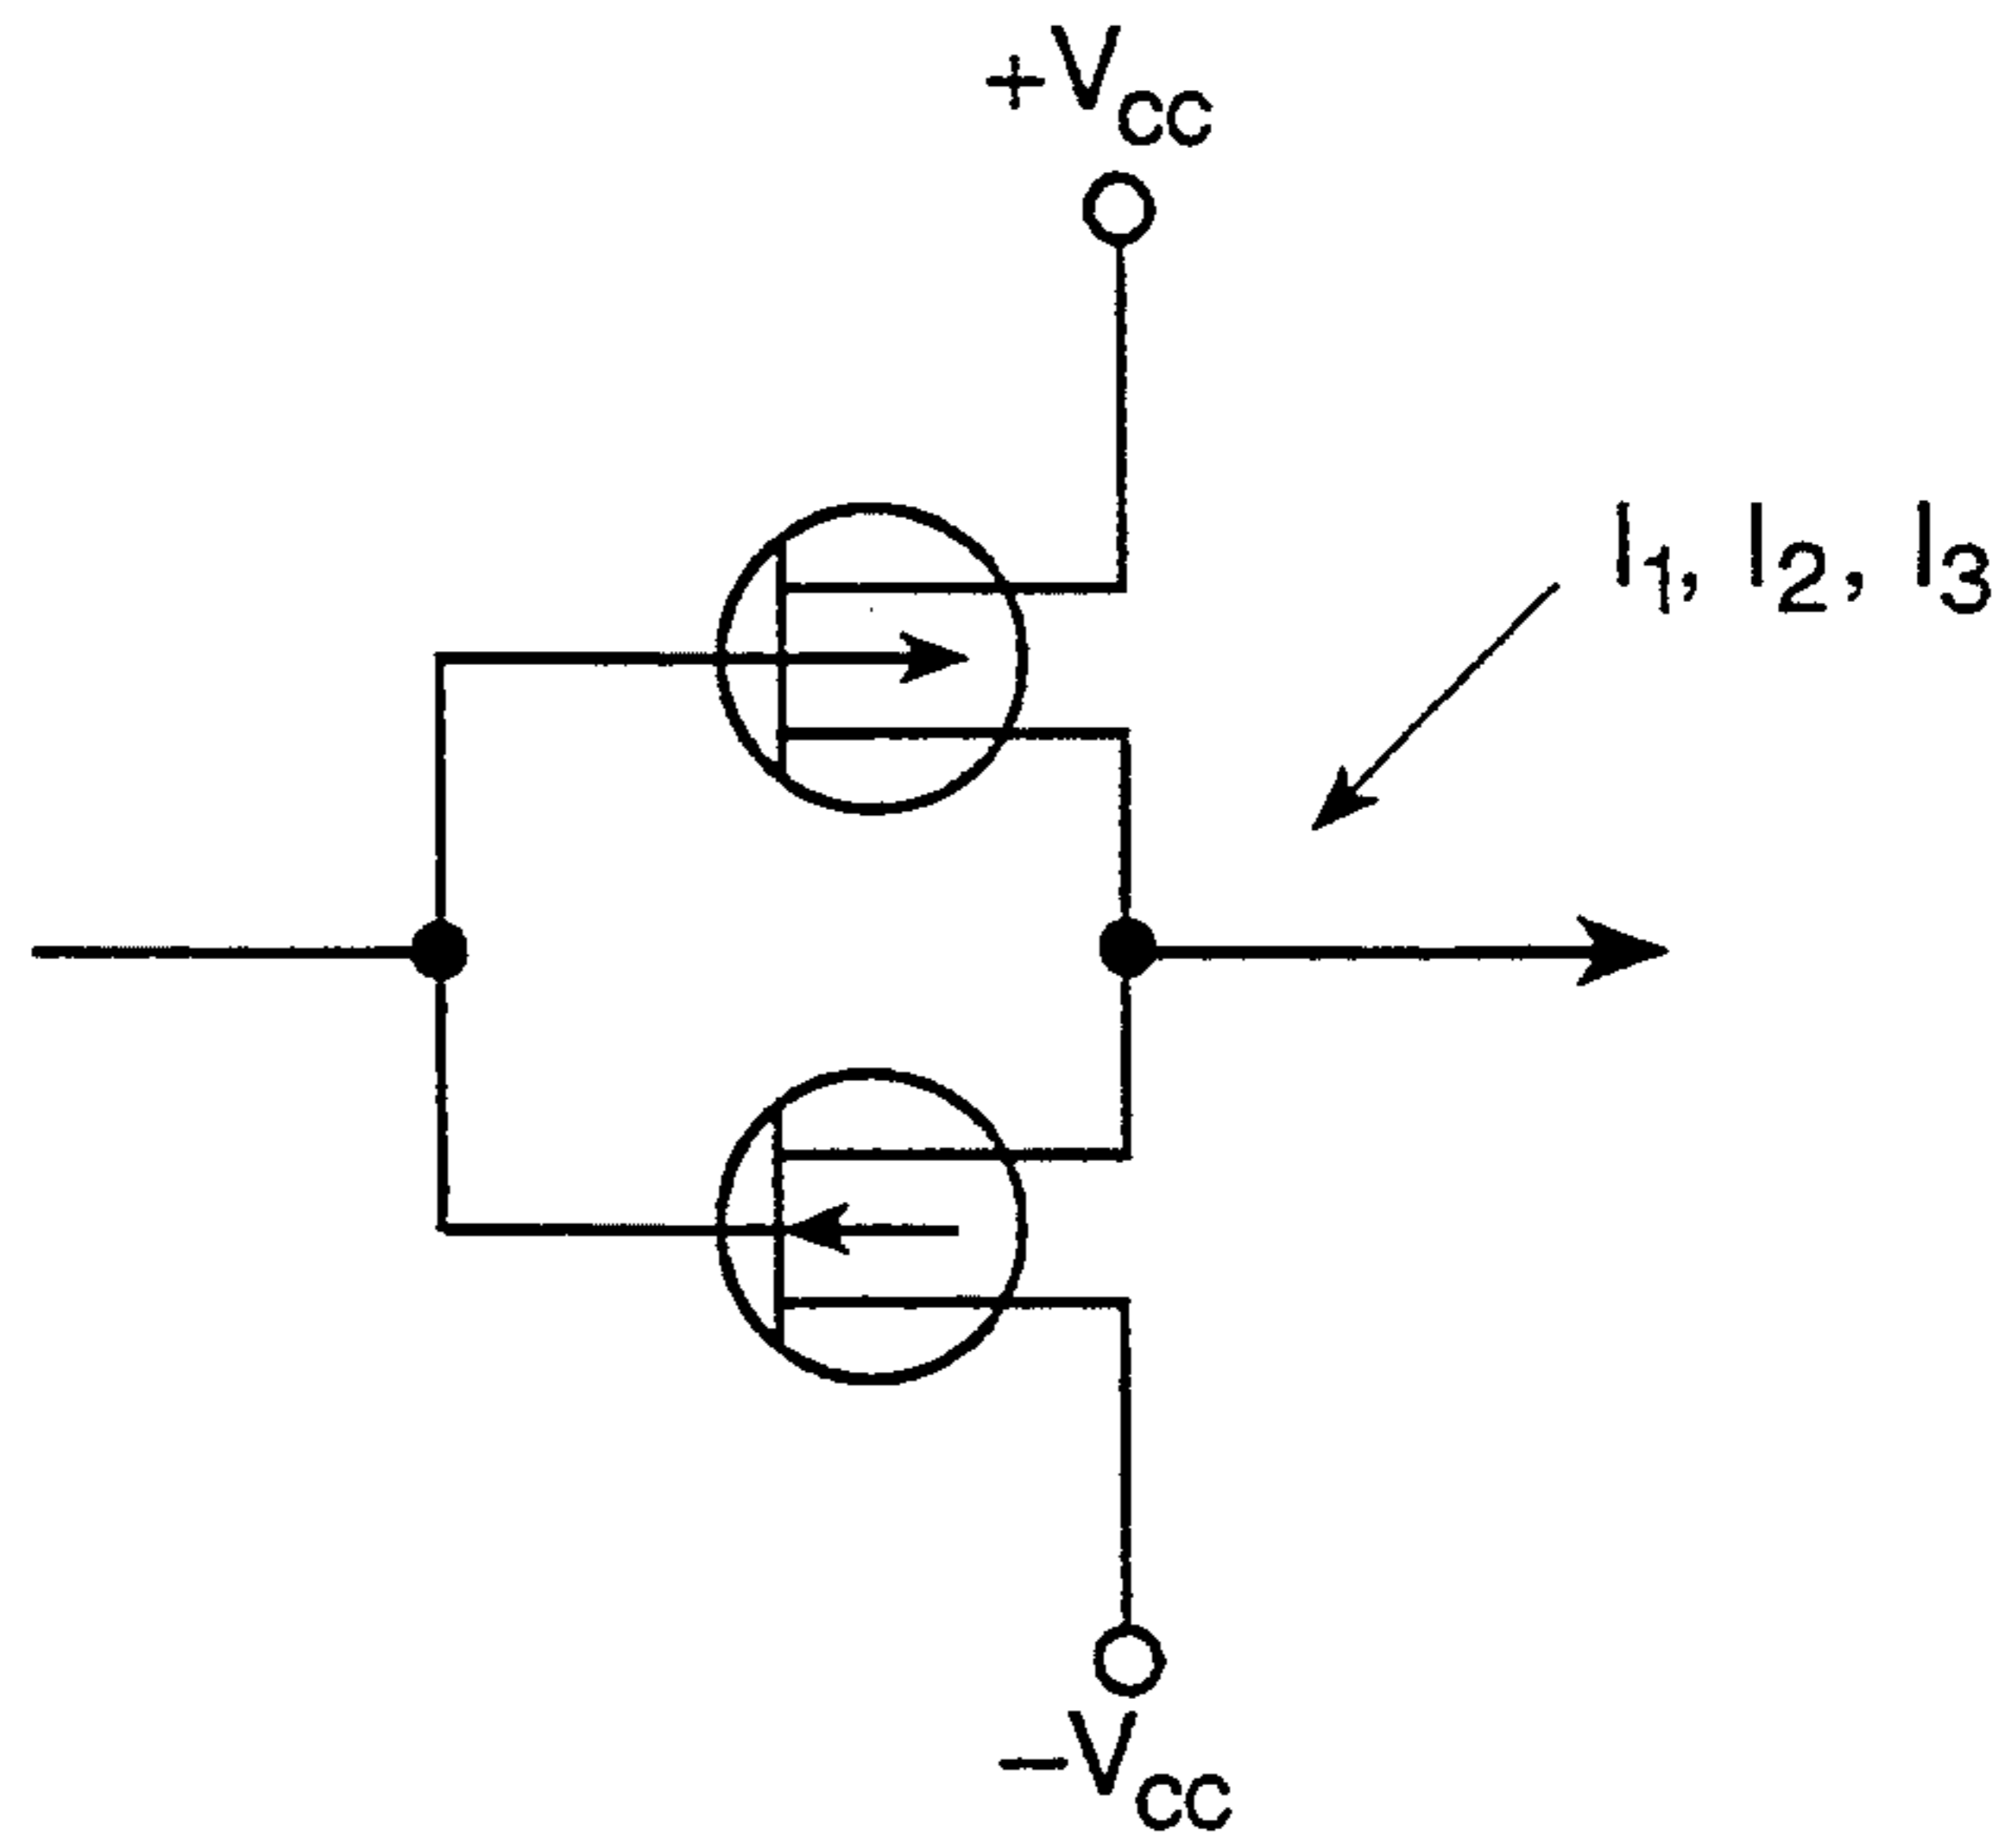 +VCC
I1, I2, I3
−VCC